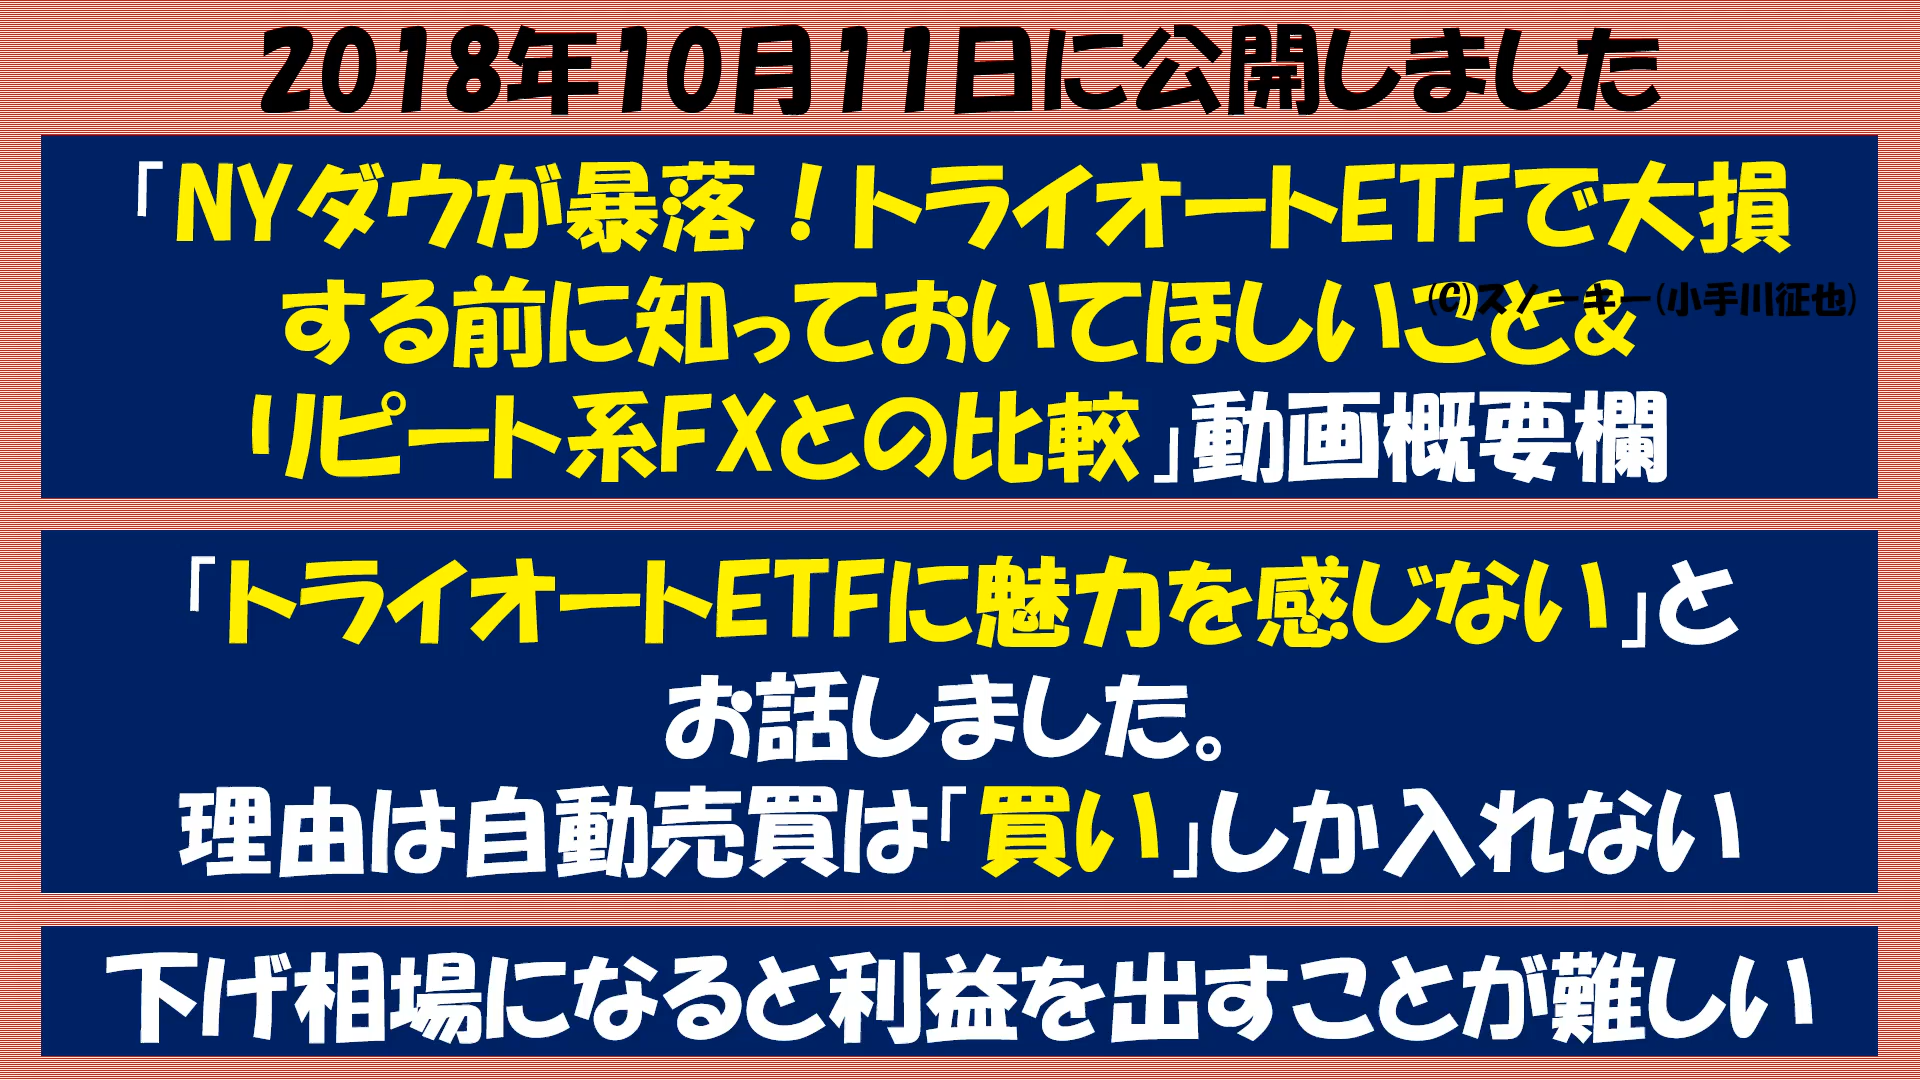 2018年10月11日に公開しました
「NYダウが暴落！トライオートETFで大損
する前に知っておいてほしいこと&
(C)スノーキー(小手川征也)
リピート系FXとの比較」動画概要欄
「トライオートETFに魅力を感じない」と
お話しました。
理由は自動売買は「買い」しか入れない
下げ相場になると利益を出すことが難しい